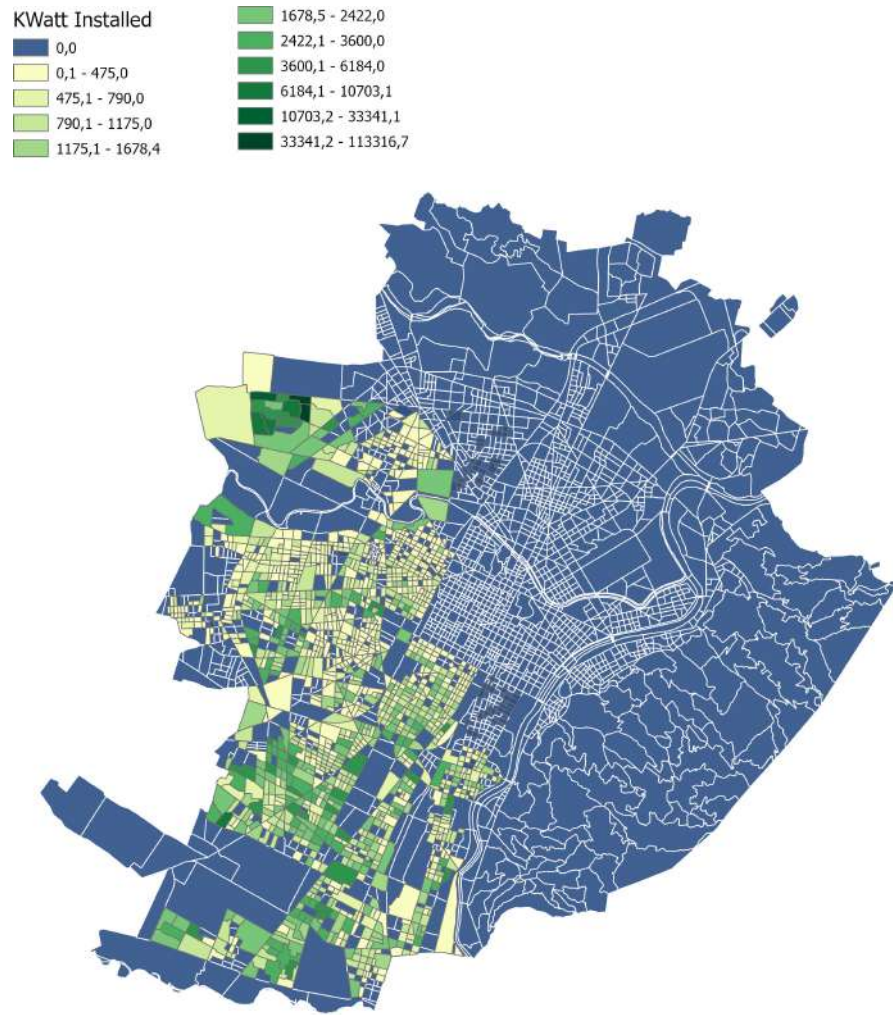 KWatt Installed
0,0
0,1 - 475,0
475,1 - 790,0
790,1 - 1175,0
1175,1 - 1678,4
1678,5 - 2422,0
2422,1 - 3600,0
3600,1 - 6184,0
6184,1 - 10703,1
10703,2 - 33341,1
33341,2 - 113316,7